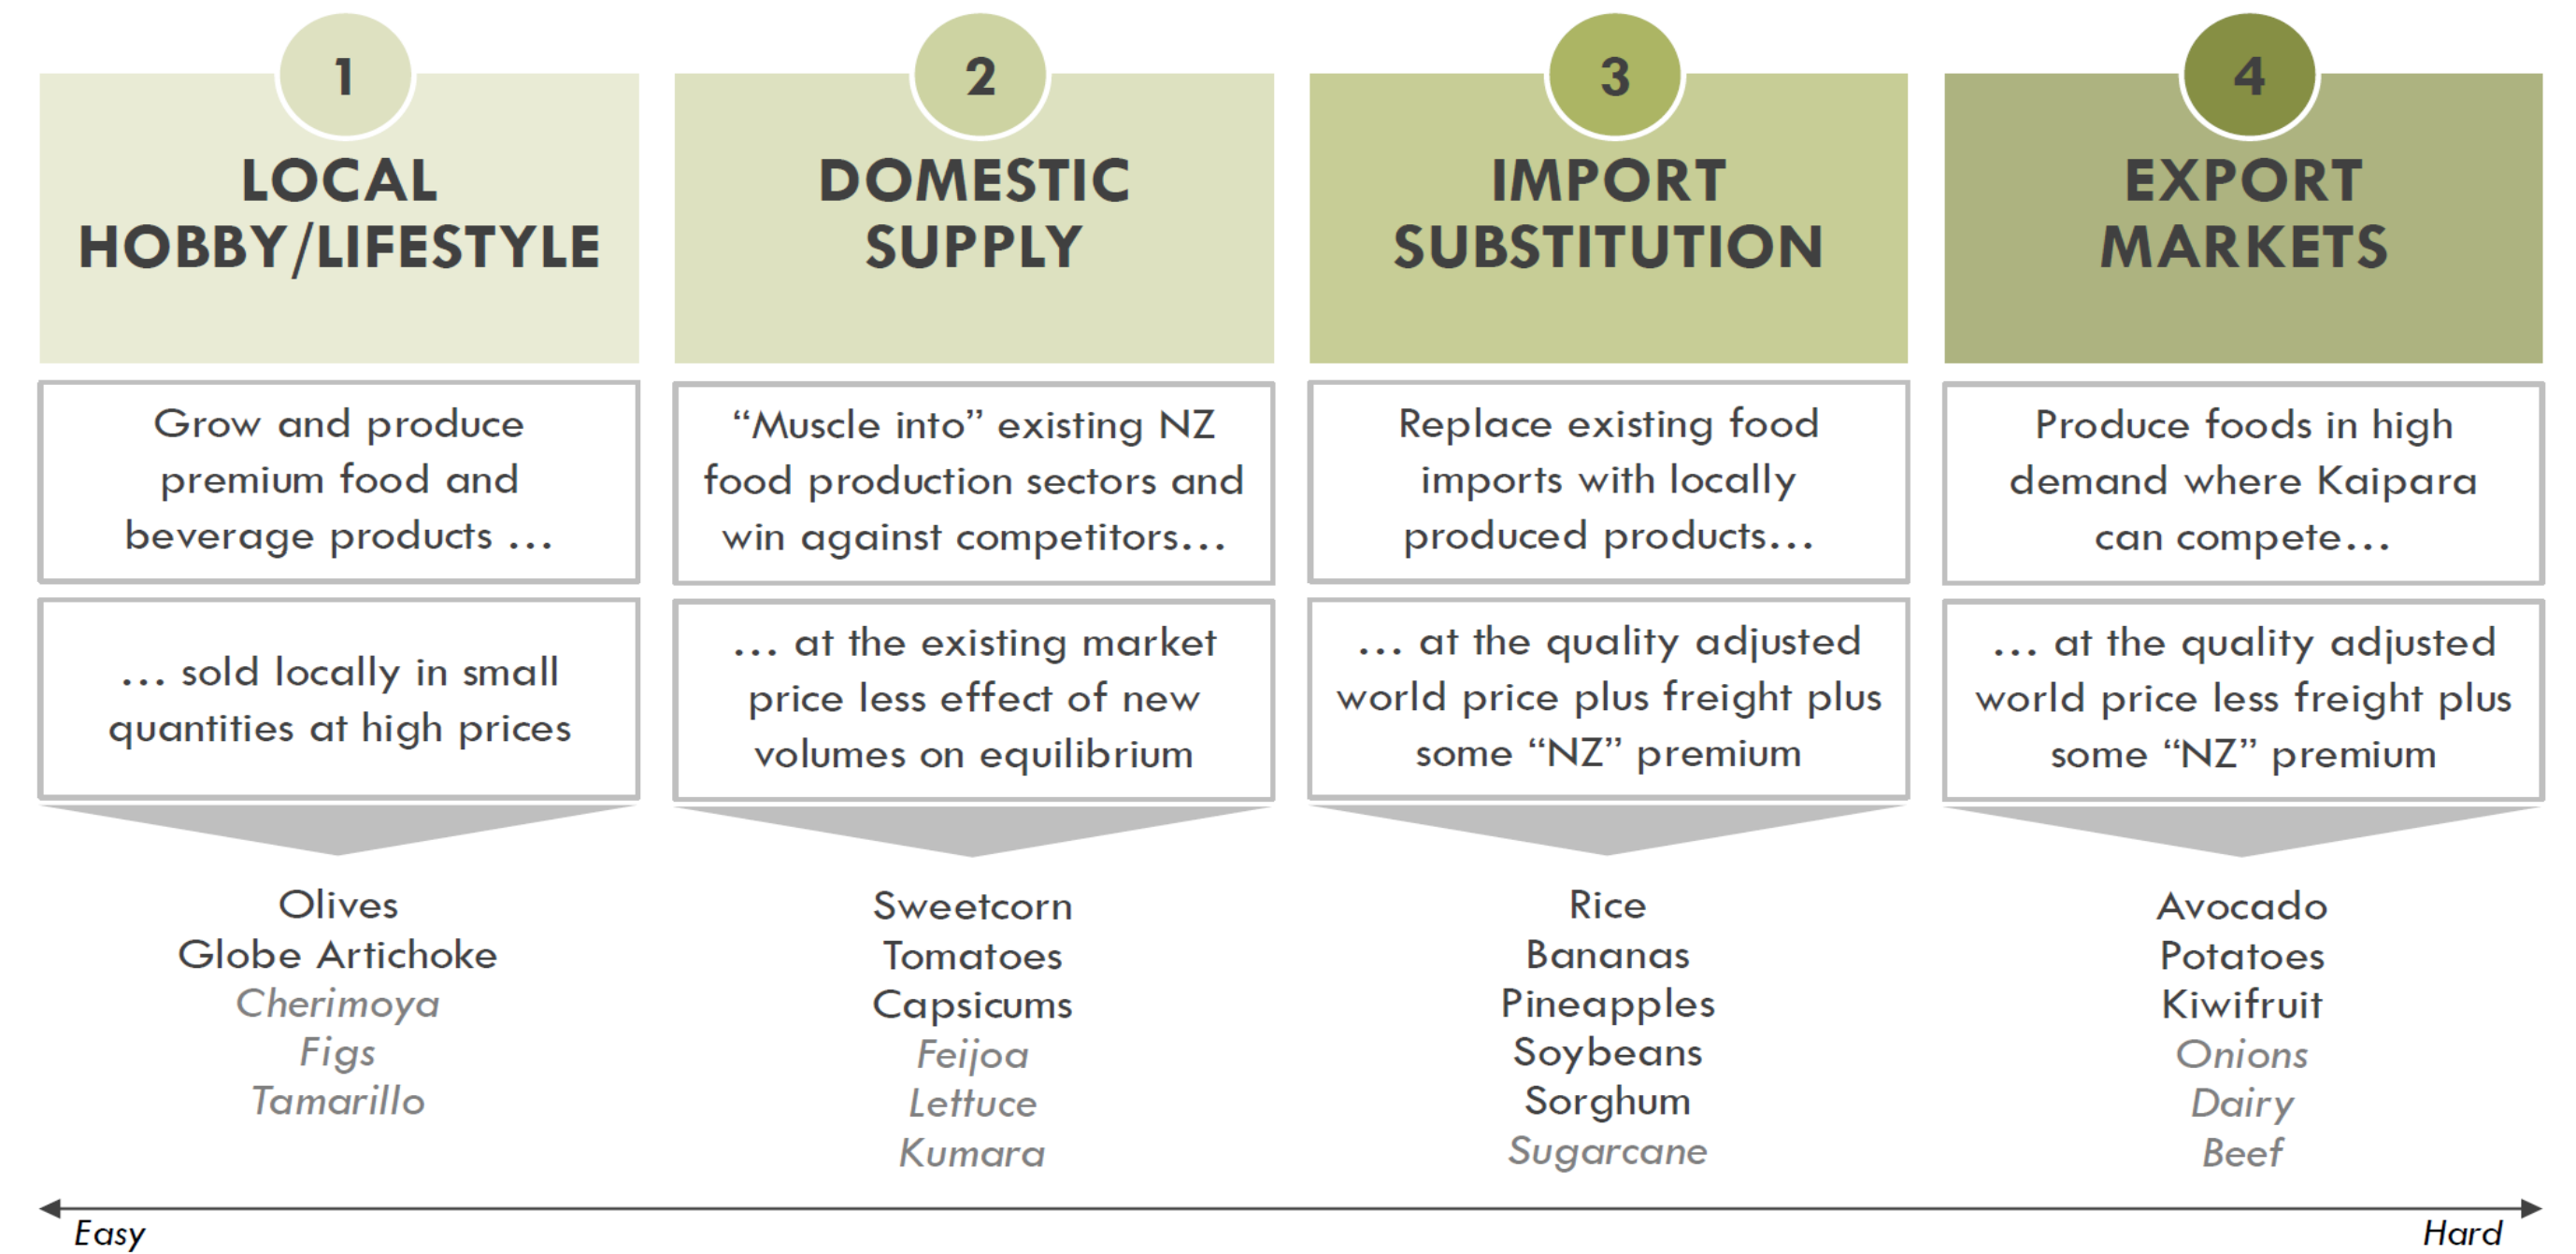 1
LOCAL
HOBBY/LIFESTYLE
Grow and produce
premium food and
beverage products ...
... sold locally in small
quantities at high prices
Olives
Globe Artichoke
Cherimoya
Figs
Tamarillo
2
DOMESTIC
SUPPLY
“Muscle into” existing NZ
food production sectors and
win against competitors...
... at the existing market
price less effect of new
volumes on equilibrium
Sweetcorn
Tomatoes
Capsicums
Feijoa
Lettuce
Kumara
3
IMPORT
SUBSTITUTION
Replace existing food
imports with locally
produced products...
... at the quality adjusted
world price plus freight plus
some “NZ” premium
Rice
Bananas
Pineapples
Soybeans
Sorghum
Sugarcane
4
EXPORT
MARKETS
Produce foods in high
demand where Kaipara
can compete...
... at the quality adjusted
world price less freight plus
some “NZ” premium
Avocado
Potatoes
Kiwifruit
Onions
Dairy
Beef
Easy
Hard